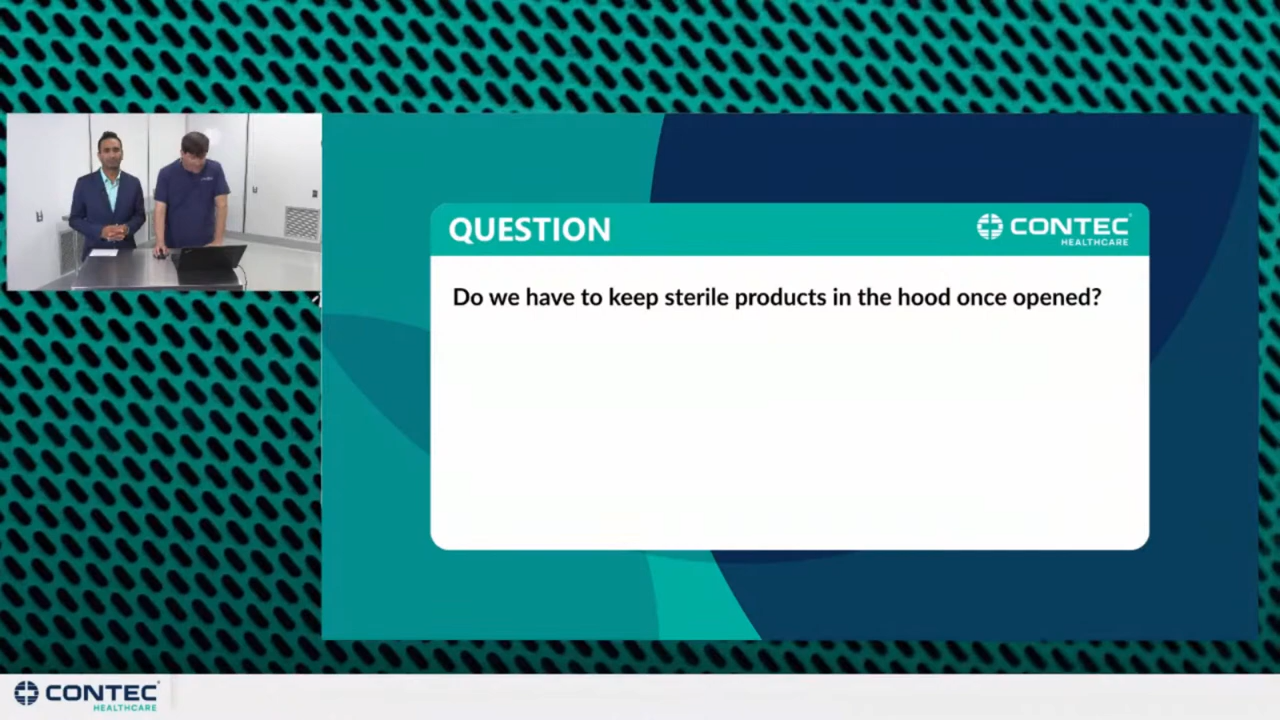 QUESTION
CONTEC
HEALTHCARE
Do we have to keep sterile products in the hood once opened?
CONTEC
HEALTHCARE